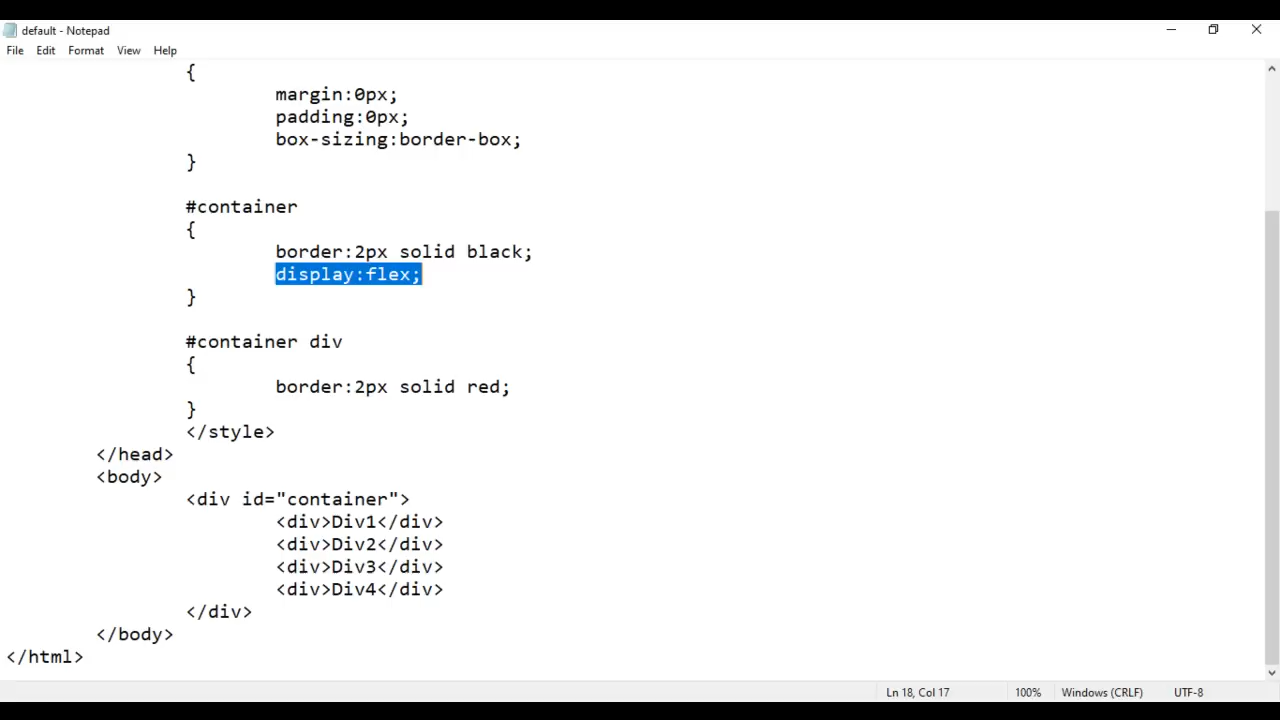 default - Notepad
File Edit Format View Help
{
margin:0px;
padding:0px;
box-sizing:border-box;
}
#container
{
border:2px solid black;
display:flex;
}
#container div
{
border:2px solid red;
}
</style>
</head>
<body>
<div id="container">
<div>Div1</div>
<div>Div2</div>
<div>Div3</div>
<div>Div4</div>
</div>
</body>
</html>
Ln 18, Col 17 100% Windows (CRLF) UTF-8